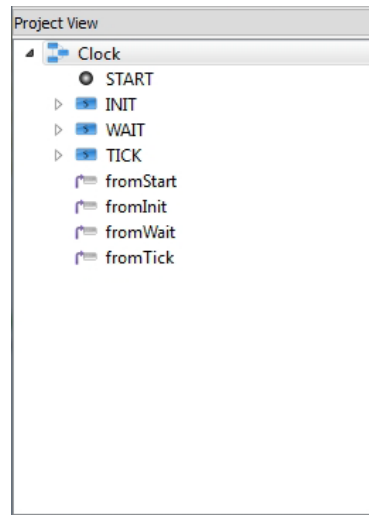 Project View
Clock
START
INIT
WAIT
TICK
fromStart
fromInit
fromWait
fromTick